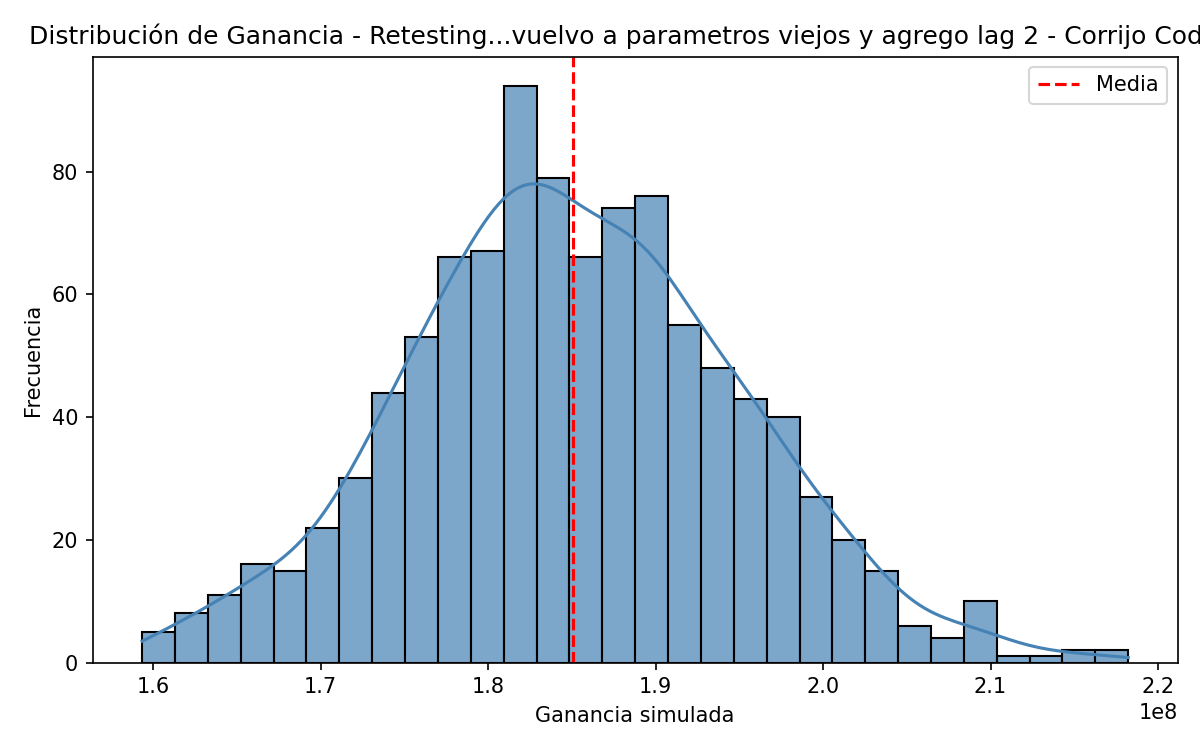 Distribución de Ganancia - Retesting...vuelvo a parametros viejos y agrego lag 2 - Corrijo Cod
Media
80
60
40
20
0
Frecuencia
1.6 1.7 1.8 1.9 2.0 2.1 2.2
1e8
Ganancia simulada